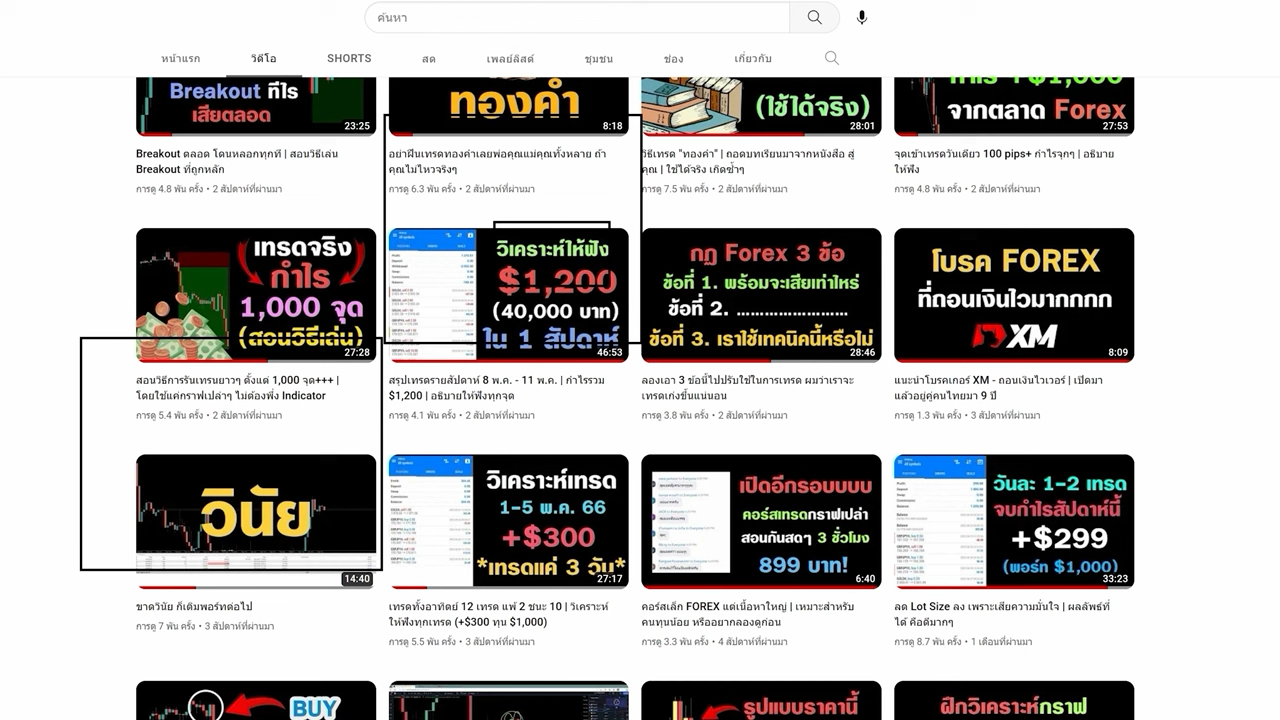 ค้นหา
หน้าแรก
วิดีโอ
SHORTS
สด
เพลย์ลิสต์
ชุมชน
ช่อง
เกี่ยวกับ
Breakout ทีไร
เสียตลอด
23:25
ทองคำ
8:18
(ใช้ได้จริง)
28:01
กำไร +$1,000
จากตลาด Forex
27:53
Breakout ตลอด โดนหลอกทุกที | สอนวิธีเล่น
Breakout ที่ถูกหลัก
การดู 4.8 พัน ครั้ง • 2 สัปดาห์ที่ผ่านมา
อย่าฝืนเทรดทองคำเลยพ่อคุณแม่คุณทั้งหลาย ถ้า
คุณไม่ไหวจริงๆ
การดู 6.3 พัน ครั้ง • 2 สัปดาห์ที่ผ่านมา
วิธีเทรด "ทองคำ" | ถอดบทเรียนมาจากหนังสือ สู่
คุณ | ใช้ได้จริง เกิดซ้ำๆ
การดู 7.5 พัน ครั้ง • 2 สัปดาห์ที่ผ่านมา
จุดเข้าเทรดวันเดียว 100 pips+ กำไรจุกๆ | อธิบาย
ให้ฟัง
การดู 4.8 พัน ครั้ง • 2 สัปดาห์ที่ผ่านมา
เทรดจริง
กำไร
1,000 จุด
(สอนวิธีเล่น)
27:28
วิเคราะห์ให้ฟัง
$1,200
(40,000 บาท)
ใน 1 สัปดาห์
46:53
กฎ Forex 3 ข้อ
ข้อที่ 1. พร้อมจะเสียเท่าไหร่
ข้อที่ 2. ......................
ข้อที่ 3. เราใช้เทคนิคนี้หรือไม่
28:46
โบรค FOREX
ที่ถอนเงินไวมากกกก
XM
8:09
สอนวิธีการรันเทรนยาวๆ ตั้งแต่ 1,000 จุด+++ |
โดยใช้แค่กราฟเปล่าๆ ไม่ต้องพึ่ง Indicator
การดู 5.4 พัน ครั้ง • 2 สัปดาห์ที่ผ่านมา
สรุปเทรดรายสัปดาห์ 8 พ.ค. - 11 พ.ค. | กำไรรวม
$1,200 | อธิบายให้ฟังทุกจุด
การดู 4.1 พัน ครั้ง • 2 สัปดาห์ที่ผ่านมา
ลองเอา 3 ข้อนี้ไปปรับใช้ในการเทรด ผมว่าเราจะ
เทรดเก่งขึ้นแน่นอน
การดู 3.8 พัน ครั้ง • 2 สัปดาห์ที่ผ่านมา
แนะนำโบรคเกอร์ XM - ถอนเงินไวเวอร์ | เปิดมา
แล้วอยู่คู่คนไทยมา 9 ปี
การดู 1.3 พัน ครั้ง • 3 สัปดาห์ที่ผ่านมา
วินัย
14:40
วิเคราะห์เทรด
1-5 พ.ค. 66
+$300
*เทรดแค่ 3 วัน*
27:17
เปิดอีกรอบบบบ
คอร์สเทรดกราฟเปล่า
สอนกันสดๆ 3 ชั่วโมง
899 บาท!
6:40
วันละ 1-2 เทรด
จบกำไรสัปดาห์นี้
+$299
(พอร์ท $1,000)
33:23
ขาดวินัย ก็เติมพอร์ทต่อไป
การดู 7 พัน ครั้ง • 3 สัปดาห์ที่ผ่านมา
เทรดทั้งอาทิตย์ 12 เทรด แพ้ 2 ชนะ 10 | วิเคราะห์
ให้ฟังทุกเทรด (+$300 ทุน $1,000)
การดู 5.5 พัน ครั้ง • 3 สัปดาห์ที่ผ่านมา
คอร์สเล็ก FOREX แต่เนื้อหาใหญ่ | เหมาะสำหรับ
คนทุนน้อย หรืออยากลองดูก่อน
การดู 3.3 พัน ครั้ง • 4 สัปดาห์ที่ผ่านมา
ลด Lot Size ลง เพราะเสียความมั่นใจ | ผลลัพธ์ที่
ได้ คือดีมากๆ
การดู 8.7 พัน ครั้ง • 1 เดือนที่ผ่านมา
BUY
รูปแบบราคานี้
ฝึกวิเคราะห์กราฟ